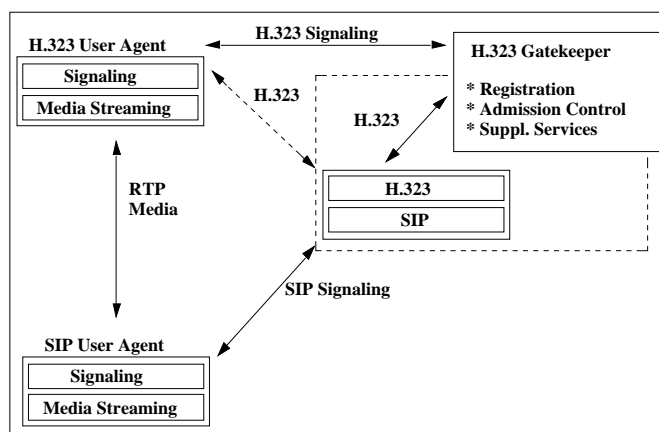 H.323 User Agent
Signaling
Media Streaming
H.323 Signaling
H.323 Gatekeeper
* Registration
* Admission Control
* Suppl. Services
H.323
H.323
H.323
SIP
RTP
Media
SIP Signaling
SIP User Agent
Signaling
Media Streaming